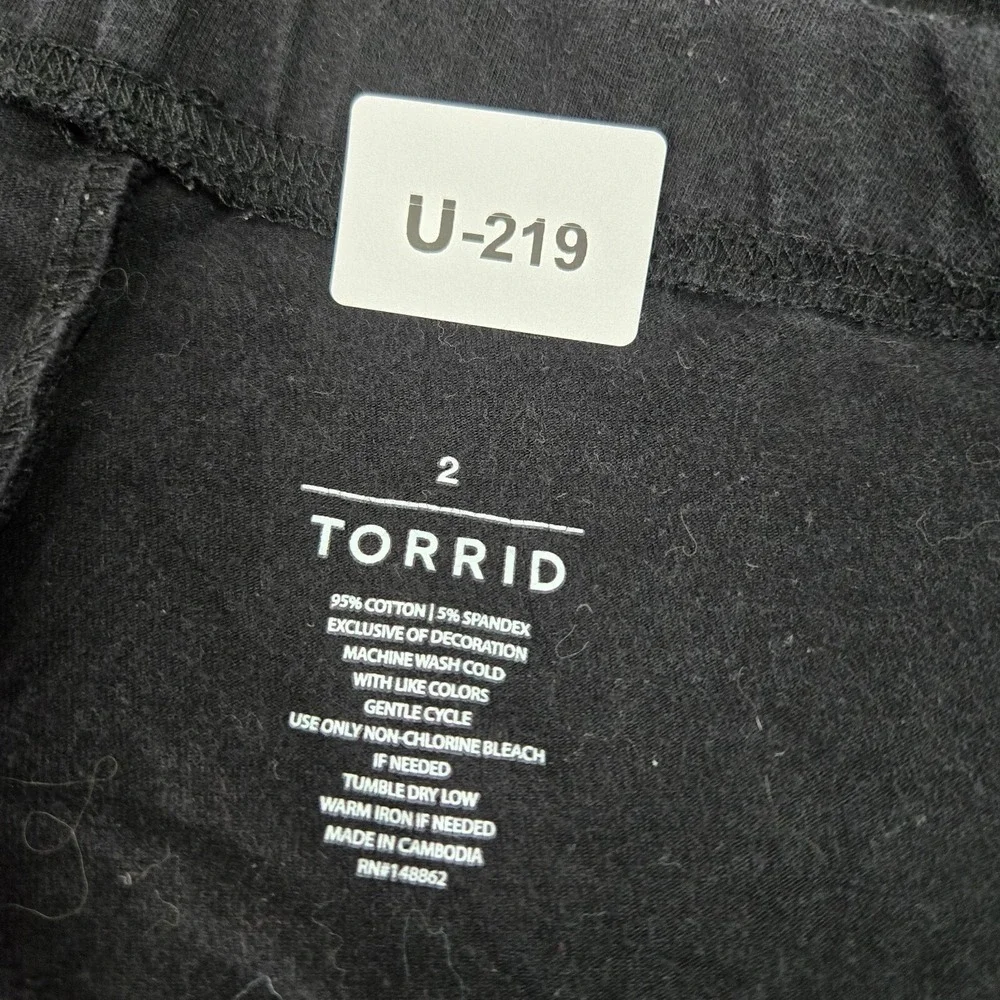 U-219
2
TORRID
95% COTTON | 5% SPANDEX
EXCLUSIVE OF DECORATION
MACHINE WASH COLD
WITH LIKE COLORS
GENTLE CYCLE
USE ONLY NON-CHLORINE BLEACH
IF NEEDED
TUMBLE DRY LOW
WARM IRON IF NEEDED
MADE IN CAMBODIA
RN#148862